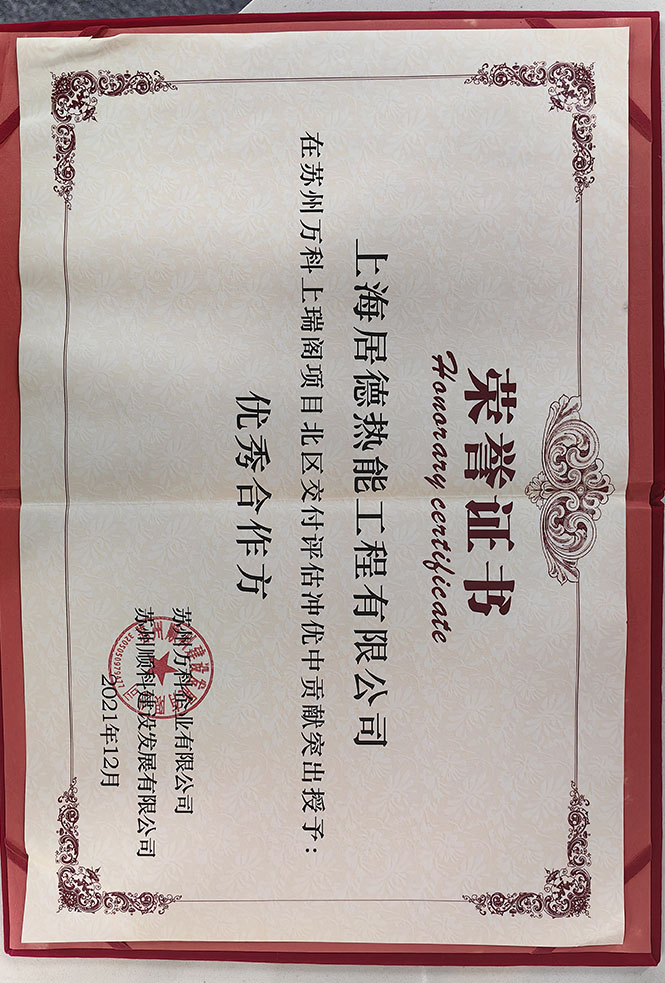 荣誉证书
Honorary certificate
上海居德热能工程有限公司
在苏州万科上瑞阁项目北区交付评估冲优中贡献突出授予：
优秀合作方
苏州万科企业有限公司
苏州顺科建设发展有限公司
2021年12月